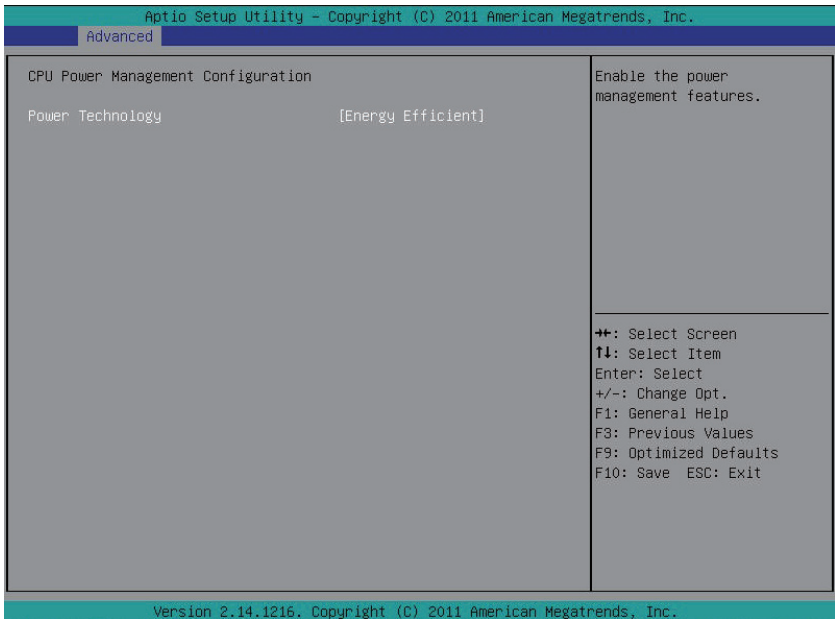 Aptio Setup Utility – Copyright (C) 2011 American Megatrends, Inc.
Advanced
CPU Power Management Configuration
Power Technology [Energy Efficient]
Enable the power
management features.
→←: Select Screen
↑↓: Select Item
Enter: Select
+/-: Change Opt.
F1: General Help
F3: Previous Values
F9: Optimized Defaults
F10: Save ESC: Exit
Version 2.14.1216. Copyright (C) 2011 American Megatrends, Inc.